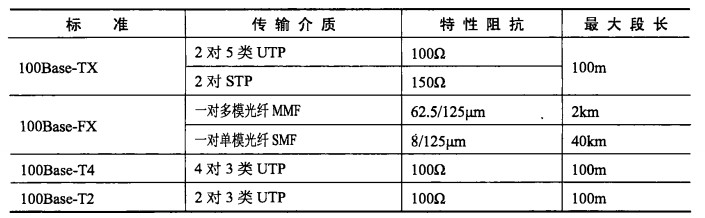 标 准 传 输 介 质 特 性 阻 抗 最 大 段 长
100Base-TX 2 对 5 类 UTP 100Ω 100m
2 对 STP 150Ω
100Base-FX 一对多模光纤 MMF 62.5/125μm 2km
一对单模光纤 SMF 8/125μm 40km
100Base-T4 4 对 3 类 UTP 100Ω 100m
100Base-T2 2 对 3 类 UTP 100Ω 100m